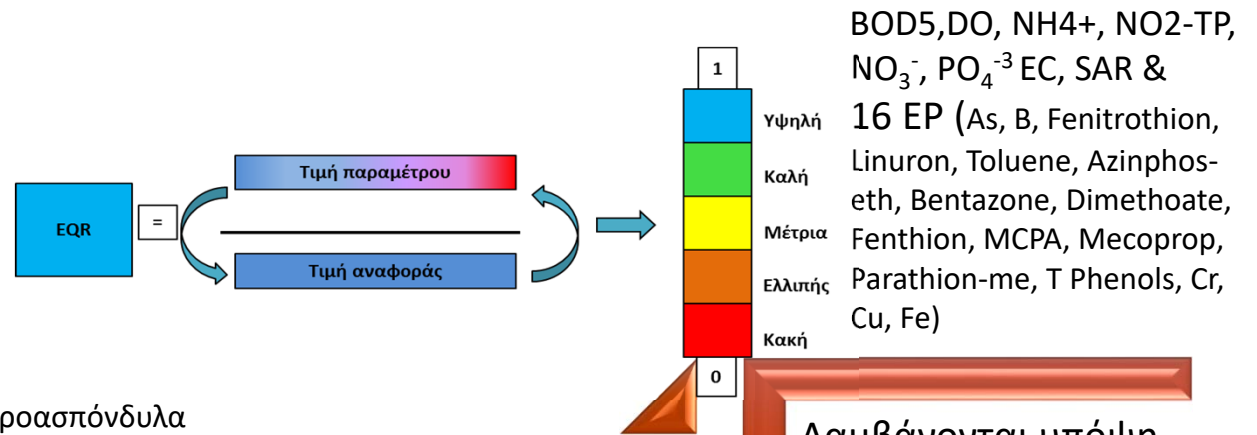 EQR
=
Τιμή παραμέτρου
Τιμή αναφοράς
1
Υψηλή
Καλή
Μέτρια
Ελλιπής
Κακή
0
BOD5,DO, NH4+, NO2-TP,
NO₃⁻, PO₄⁻³ EC, SAR &
16 EP (As, B, Fenitrothion,
Linuron, Toluene, Azinphos-
eth, Bentazone, Dimethoate,
Fenthion, MCPA, Mecoprop,
Parathion-me, T Phenols, Cr,
Cu, Fe)
ροασπόνδυλα
Λαμβάνονται υπόψη